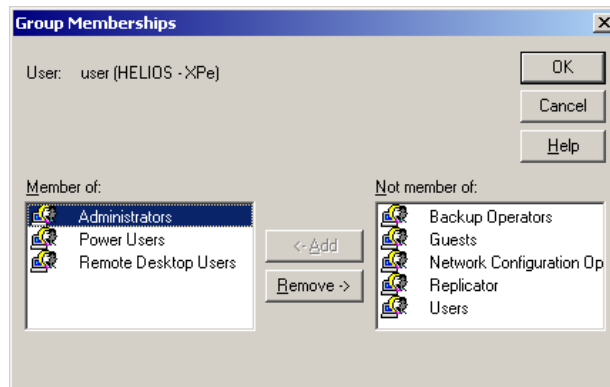 Group Memberships
User: user (HELIOS - XPe)
OK
Cancel
Help
Member of:
Administrators
Power Users
Remote Desktop Users
<- Add
Remove ->
Not member of:
Backup Operators
Guests
Network Configuration Op
Replicator
Users